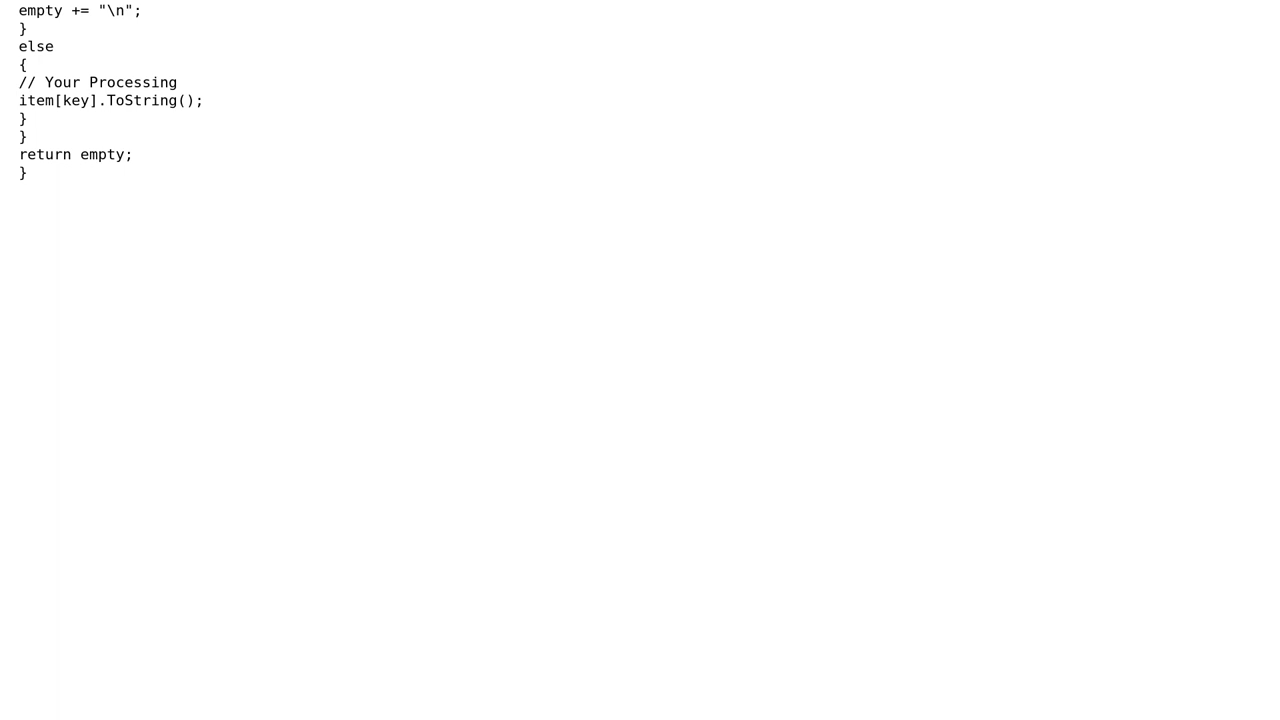 empty += "\n";
}
else
{
// Your Processing
item[key].ToString();
}
}
return empty;
}